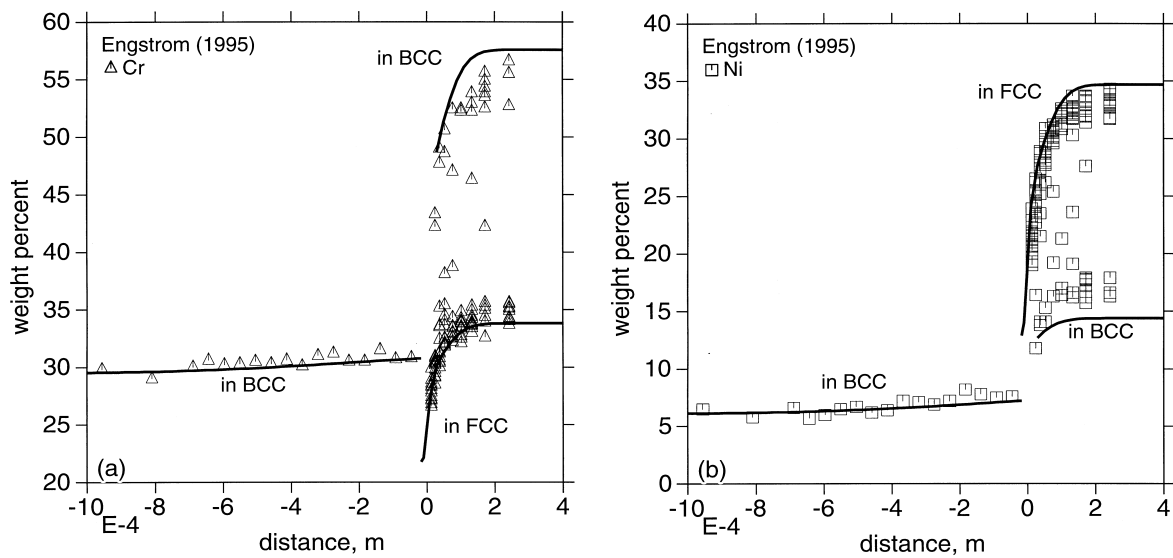 60
50
55
45
40
35
30
25
20
weight percent
Engstrom (1995)
Cr
in BCC
in BCC
in FCC
(a)
-10
-8
-6
-4
-2
0
2
4
E-4
distance, m
40
35
30
25
20
15
10
5
0
weight percent
Engstrom (1995)
Ni
in FCC
in BCC
in BCC
(b)
-10
-8
-6
-4
-2
0
2
4
E-4
distance, m